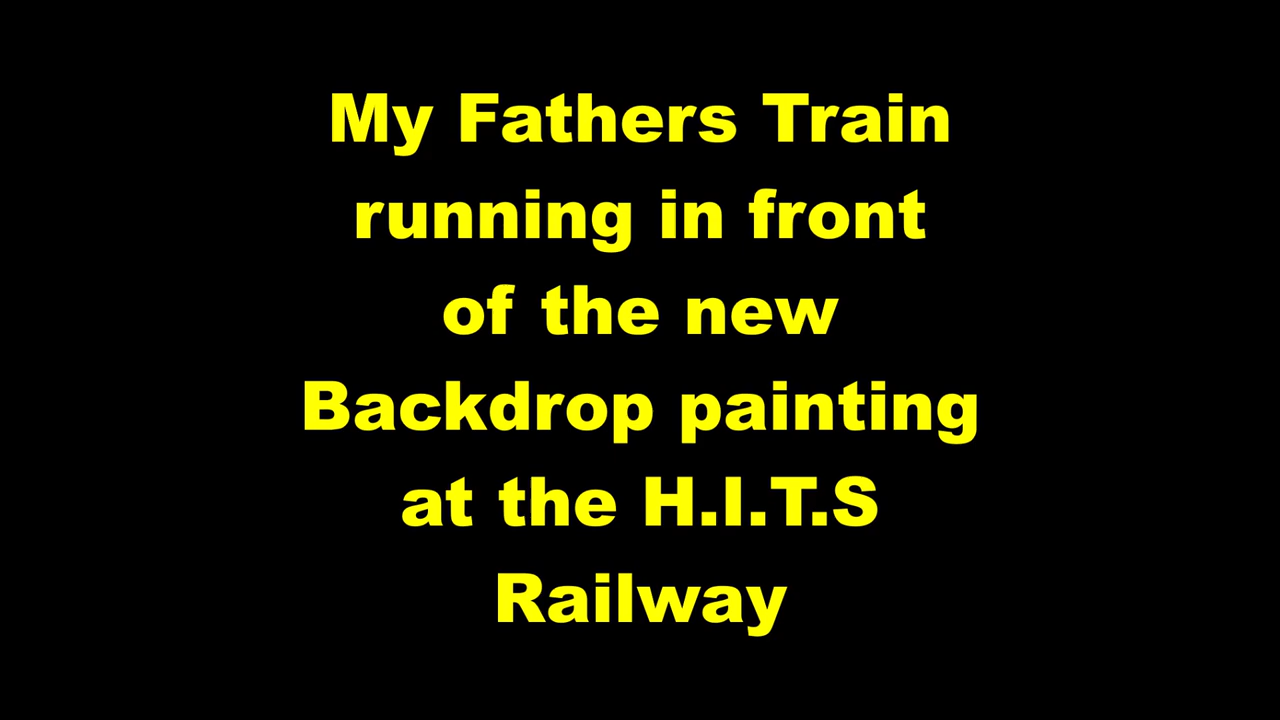 My Fathers Train
running in front
of the new
Backdrop painting
at the H.I.T.S
Railway